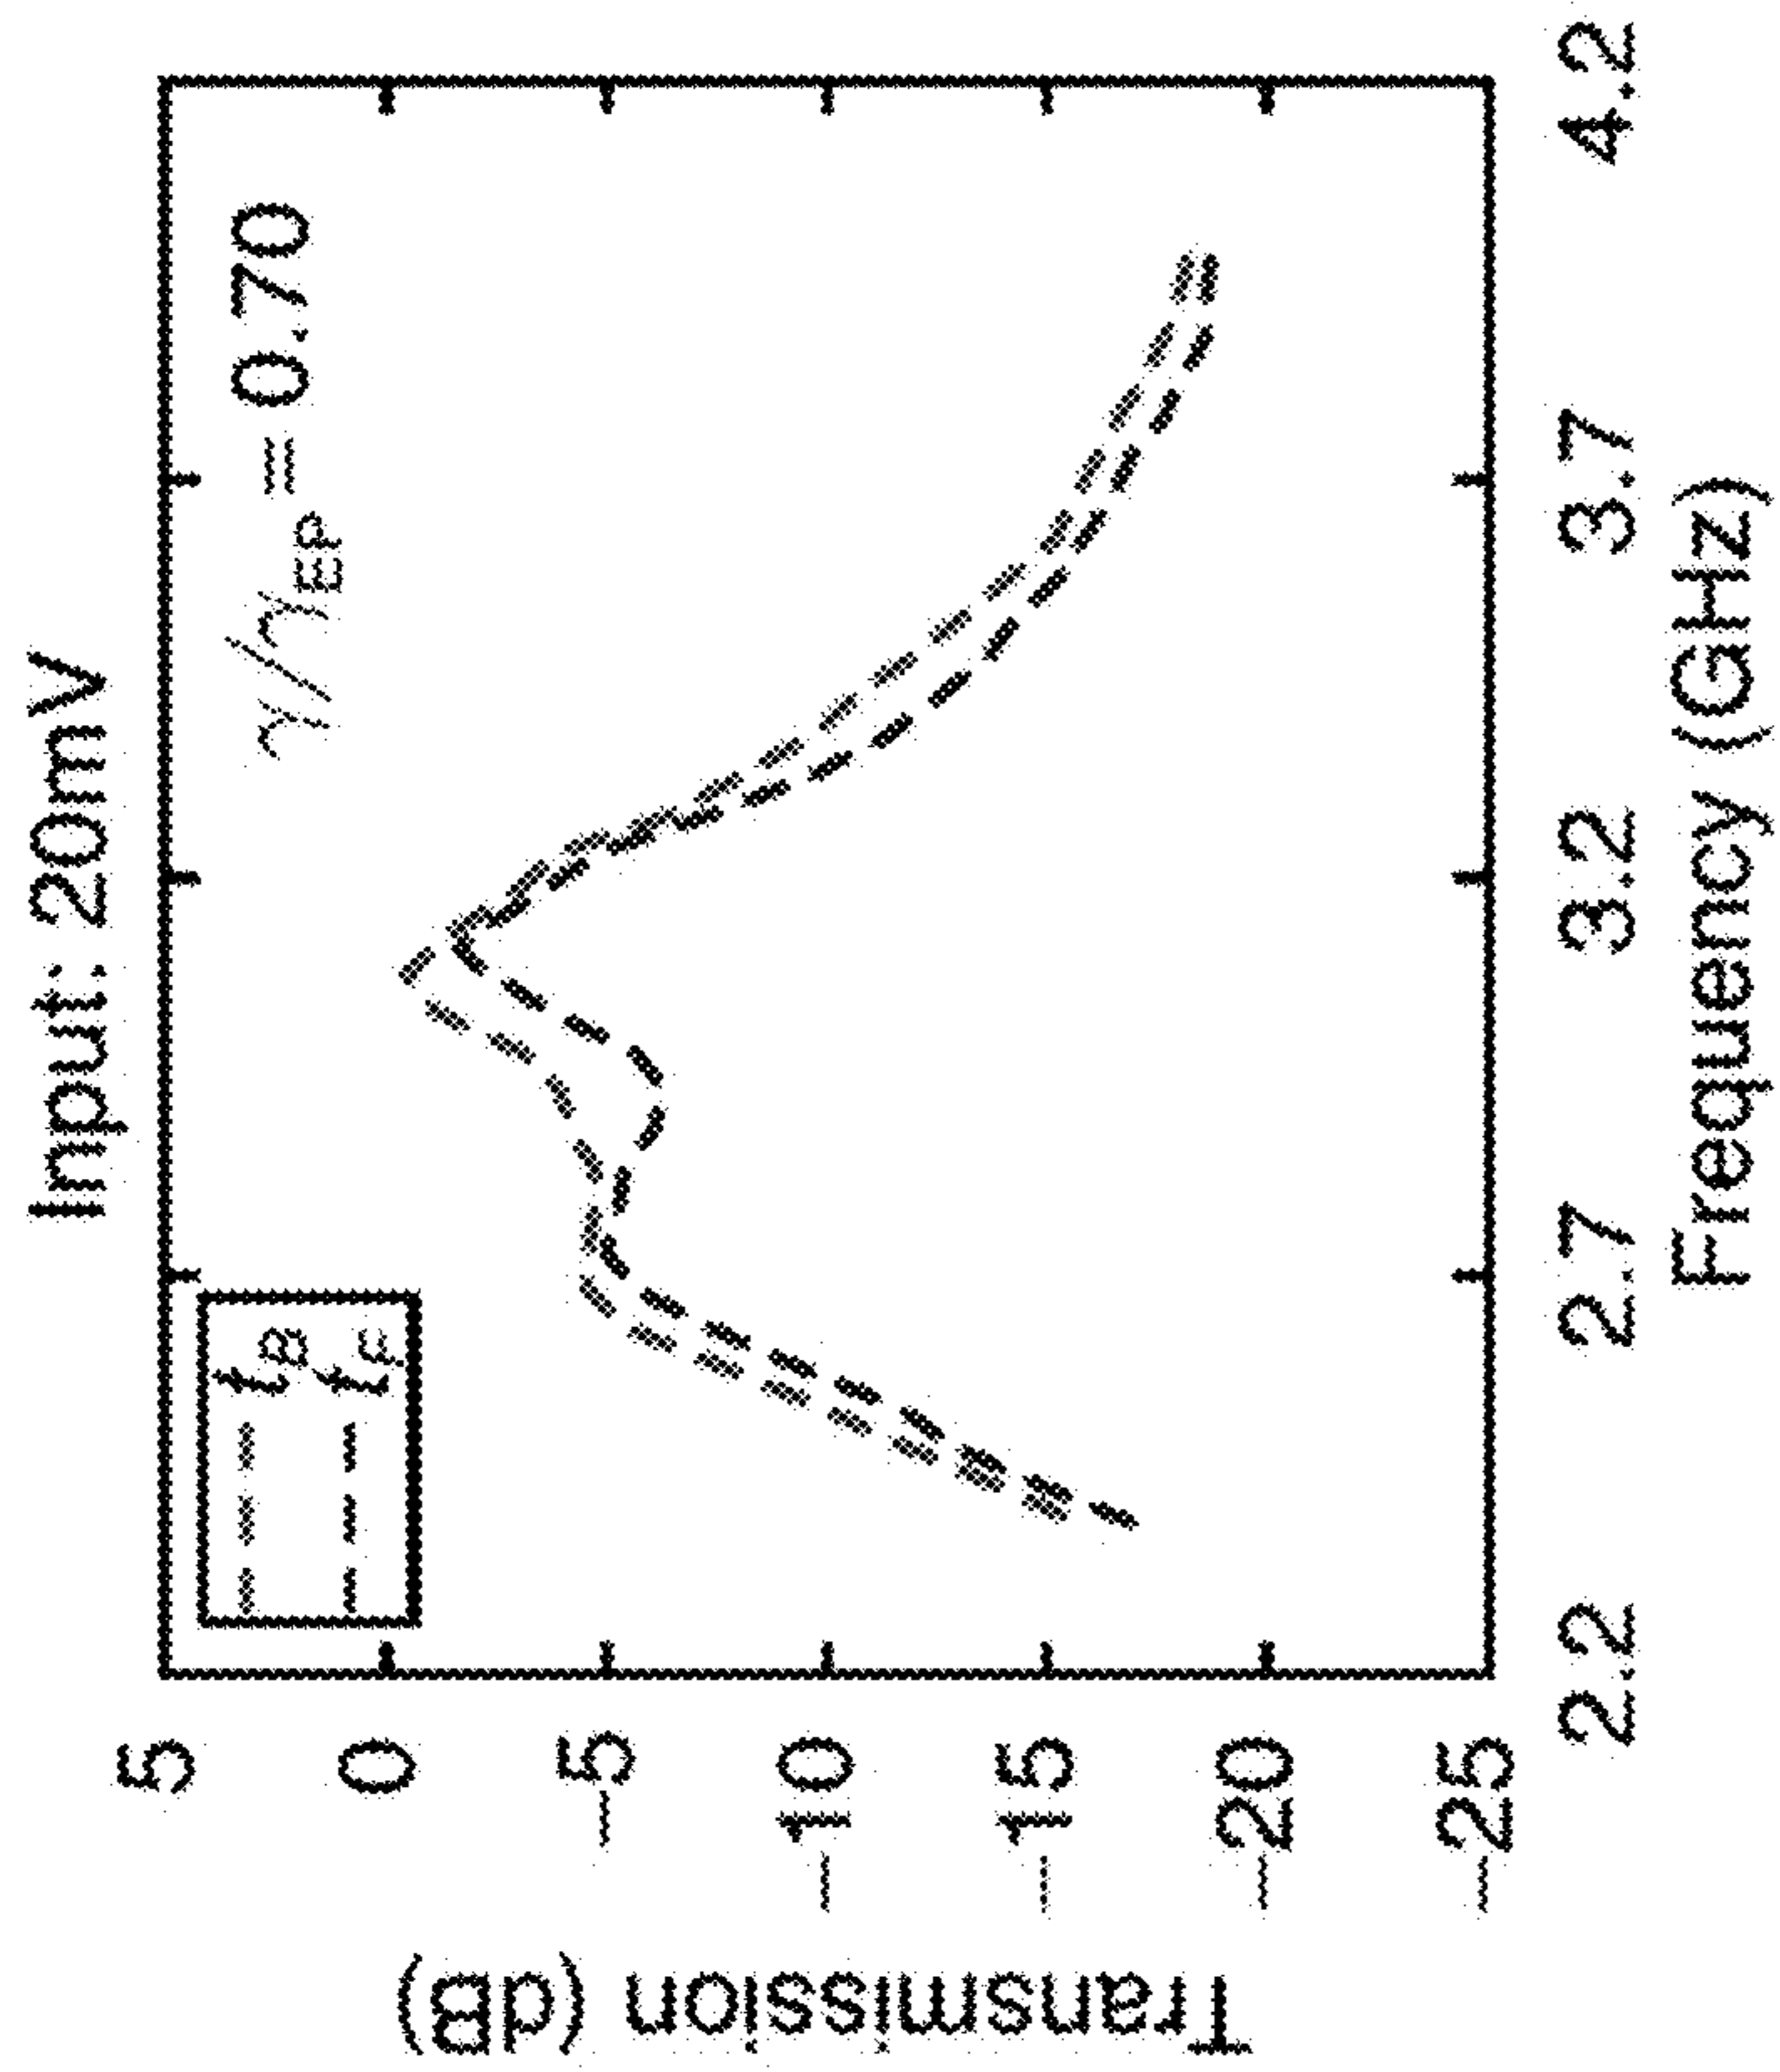 Input: 20mV
γ/γEP = 0.70
tB
tF
5
0
−5
−10
−15
−20
−25
Transmission (dB)
2.2
2.7
3.2
3.7
4.2
Frequency (GHz)